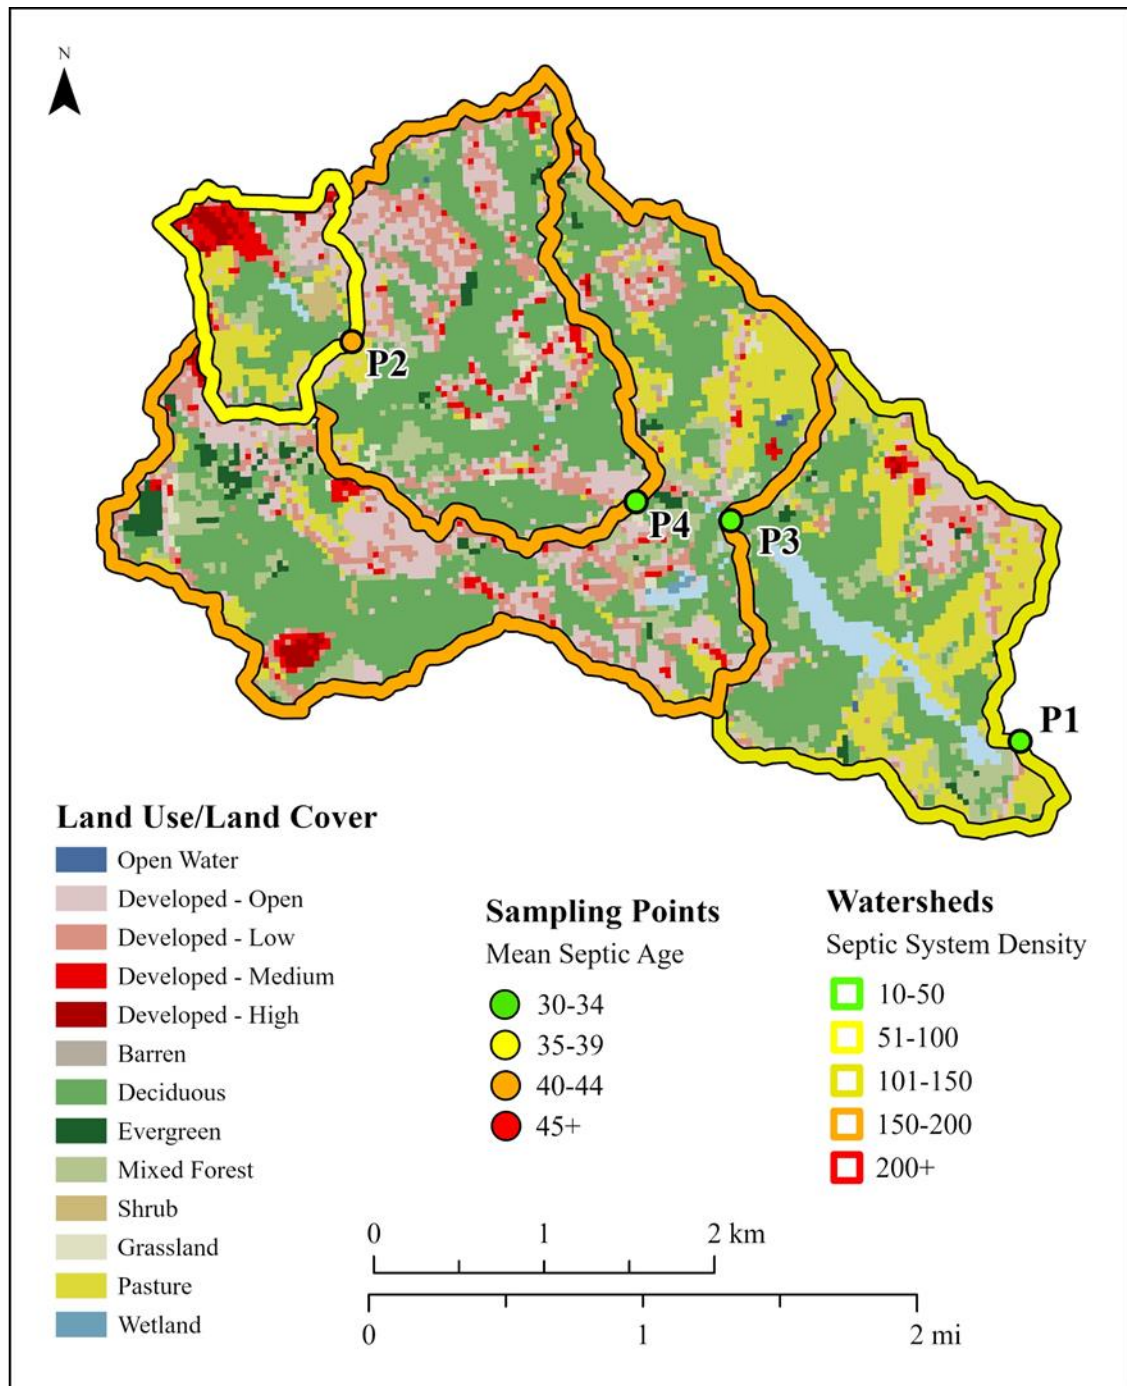 N
P2
P4
P3
P1
Land Use/Land Cover
Open Water
Developed - Open
Developed - Low
Developed - Medium
Developed - High
Barren
Deciduous
Evergreen
Mixed Forest
Shrub
Grassland
Pasture
Wetland
Sampling Points
Mean Septic Age
30-34
35-39
40-44
45+
Watersheds
Septic System Density
10-50
51-100
101-150
150-200
200+
0 1 2 km
0 1 2 mi